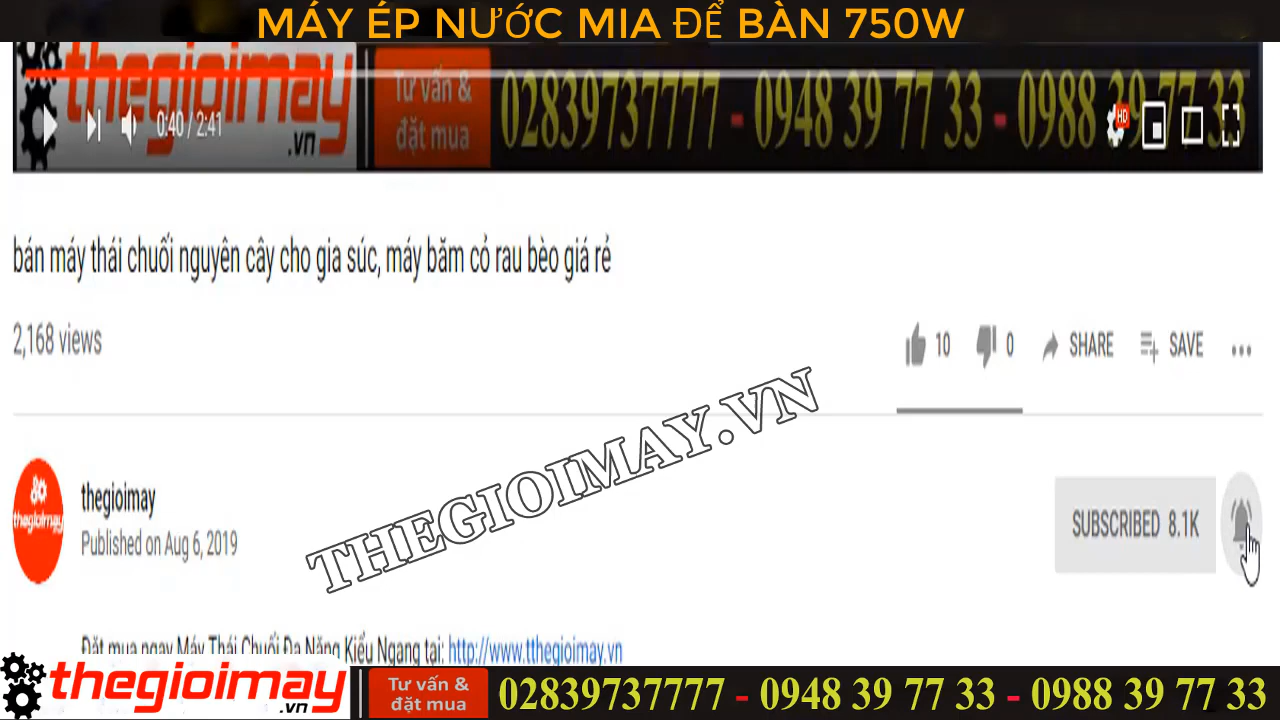 MÁY ÉP NƯỚC MIA ĐỂ BÀN 750W
thegioimay
.vn
Tư vấn &
đặt mua
02839737777 - 0948 39 77 33 - 0988 39 77 33
0:40 / 2:41
HD
bán máy thái chuối nguyên cây cho gia súc, máy băm cỏ rau bèo giá rẻ
2,168 views
10
0
SHARE
SAVE
THEGIOIMAY.VN
thegioimay
thegioimay
Published on Aug 6, 2019
SUBSCRIBED 8.1K
Đặt mua ngay Máy Thái Chuối Đa Năng Kiểu Ngang tại: http://www.tthegioimay.vn
thegioimay
.vn
Tư vấn &
đặt mua
02839737777 - 0948 39 77 33 - 0988 39 77 33